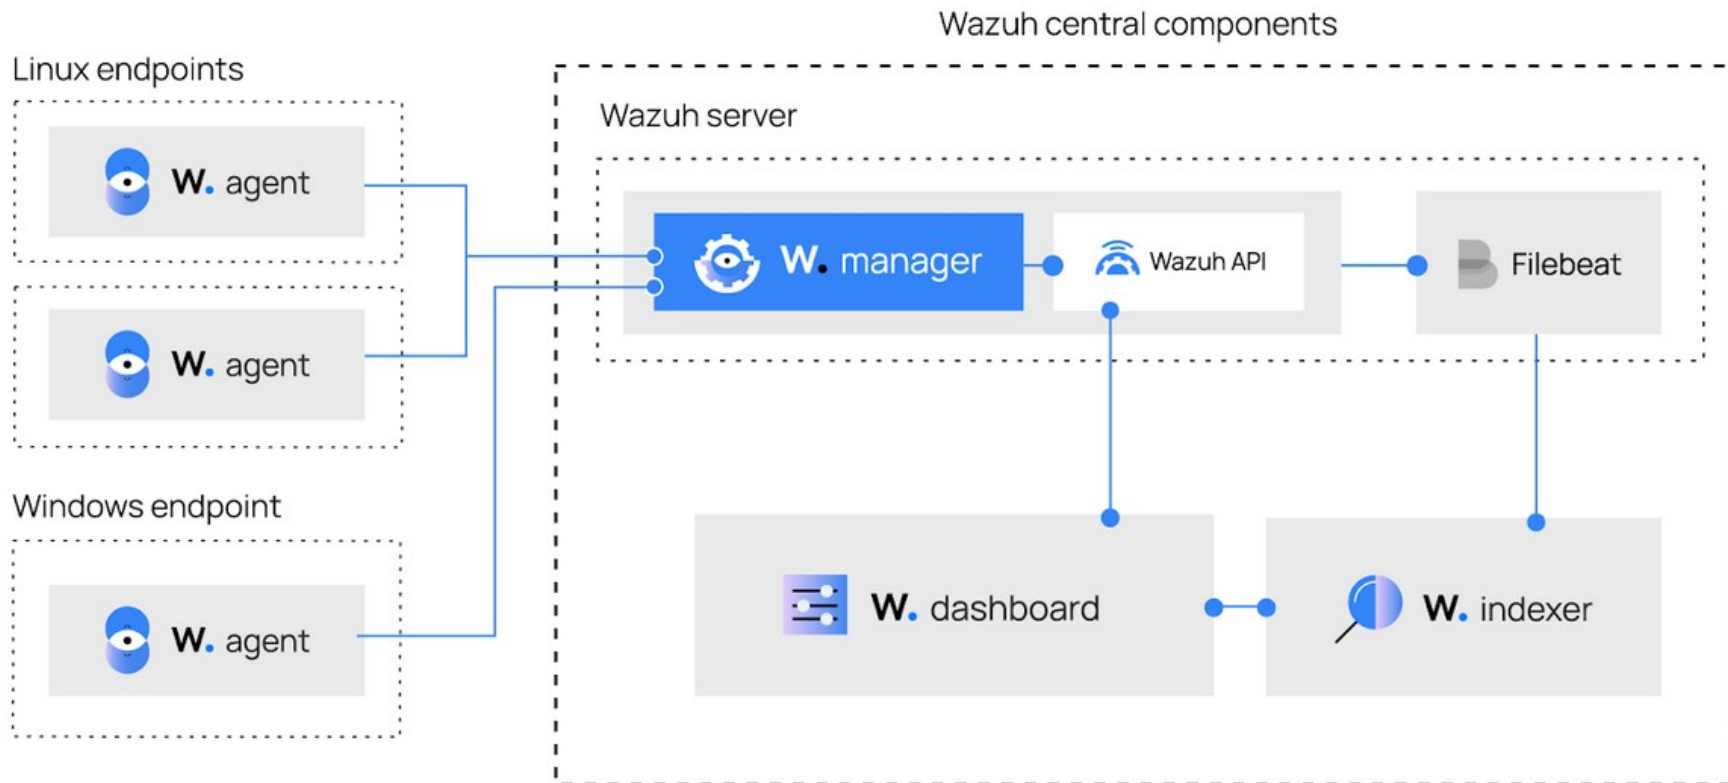 Wazuh central components
Linux endpoints
W. agent
W. agent
Windows endpoint
W. agent
Wazuh server
W. manager
Wazuh API
Filebeat
W. dashboard
W. indexer